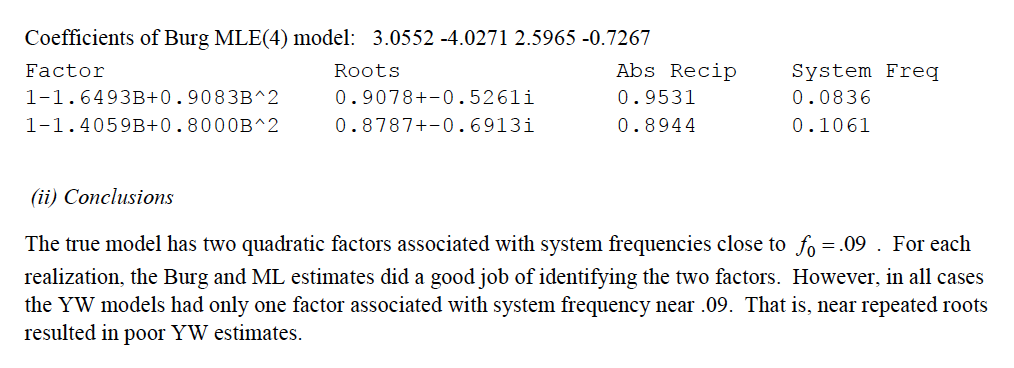 Coefficients of Burg MLE(4) model: 3.0552 -4.0271 2.5965 -0.7267
Factor Roots Abs Recip System Freq
1-1.6493B+0.9083B^2 0.9078+-0.5261i 0.9531 0.0836
1-1.4059B+0.8000B^2 0.8787+-0.6913i 0.8944 0.1061
(ii) Conclusions
The true model has two quadratic factors associated with system frequencies close to f₀ = .09 . For each
realization, the Burg and ML estimates did a good job of identifying the two factors. However, in all cases
the YW models had only one factor associated with system frequency near .09. That is, near repeated roots
resulted in poor YW estimates.